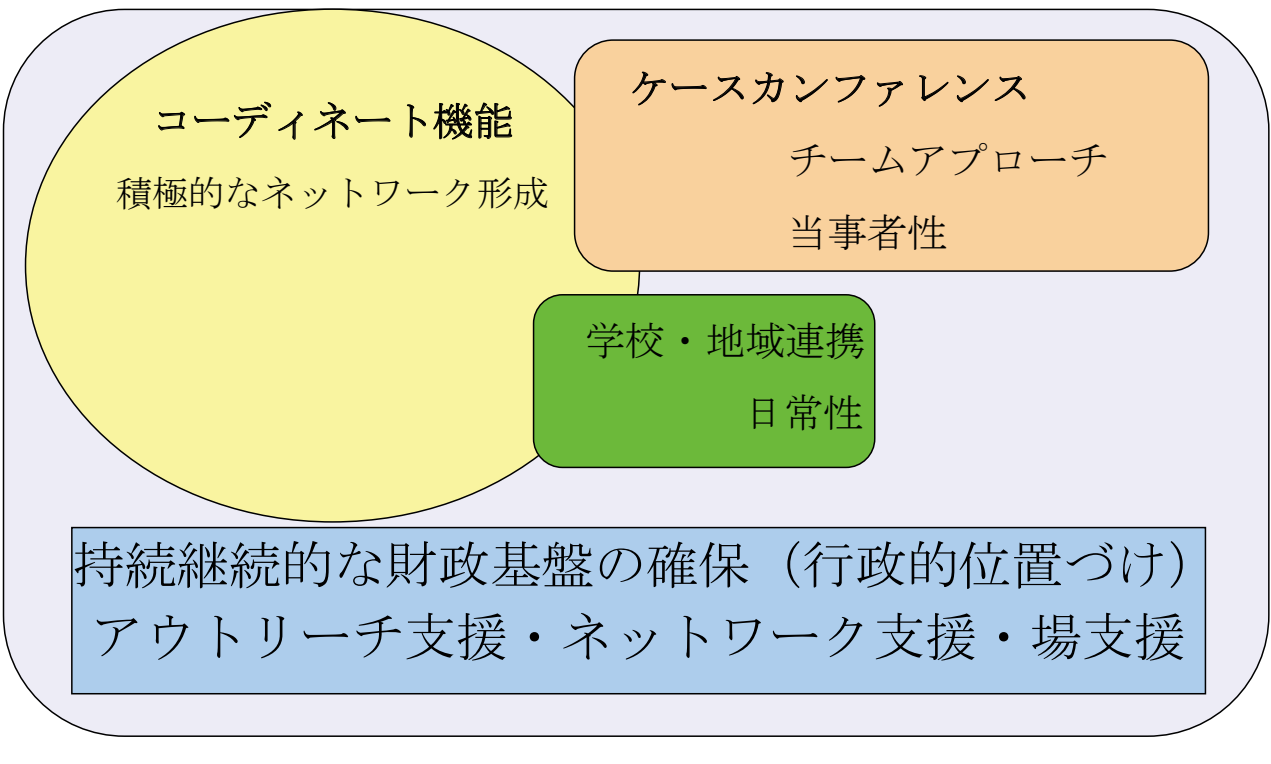 コーディネート機能
積極的なネットワーク形成
ケースカンファレンス
チームアプローチ
当事者性
学校・地域連携
日常性
持続継続的な財政基盤の確保（行政的位置づけ）
アウトリーチ支援・ネットワーク支援・場支援